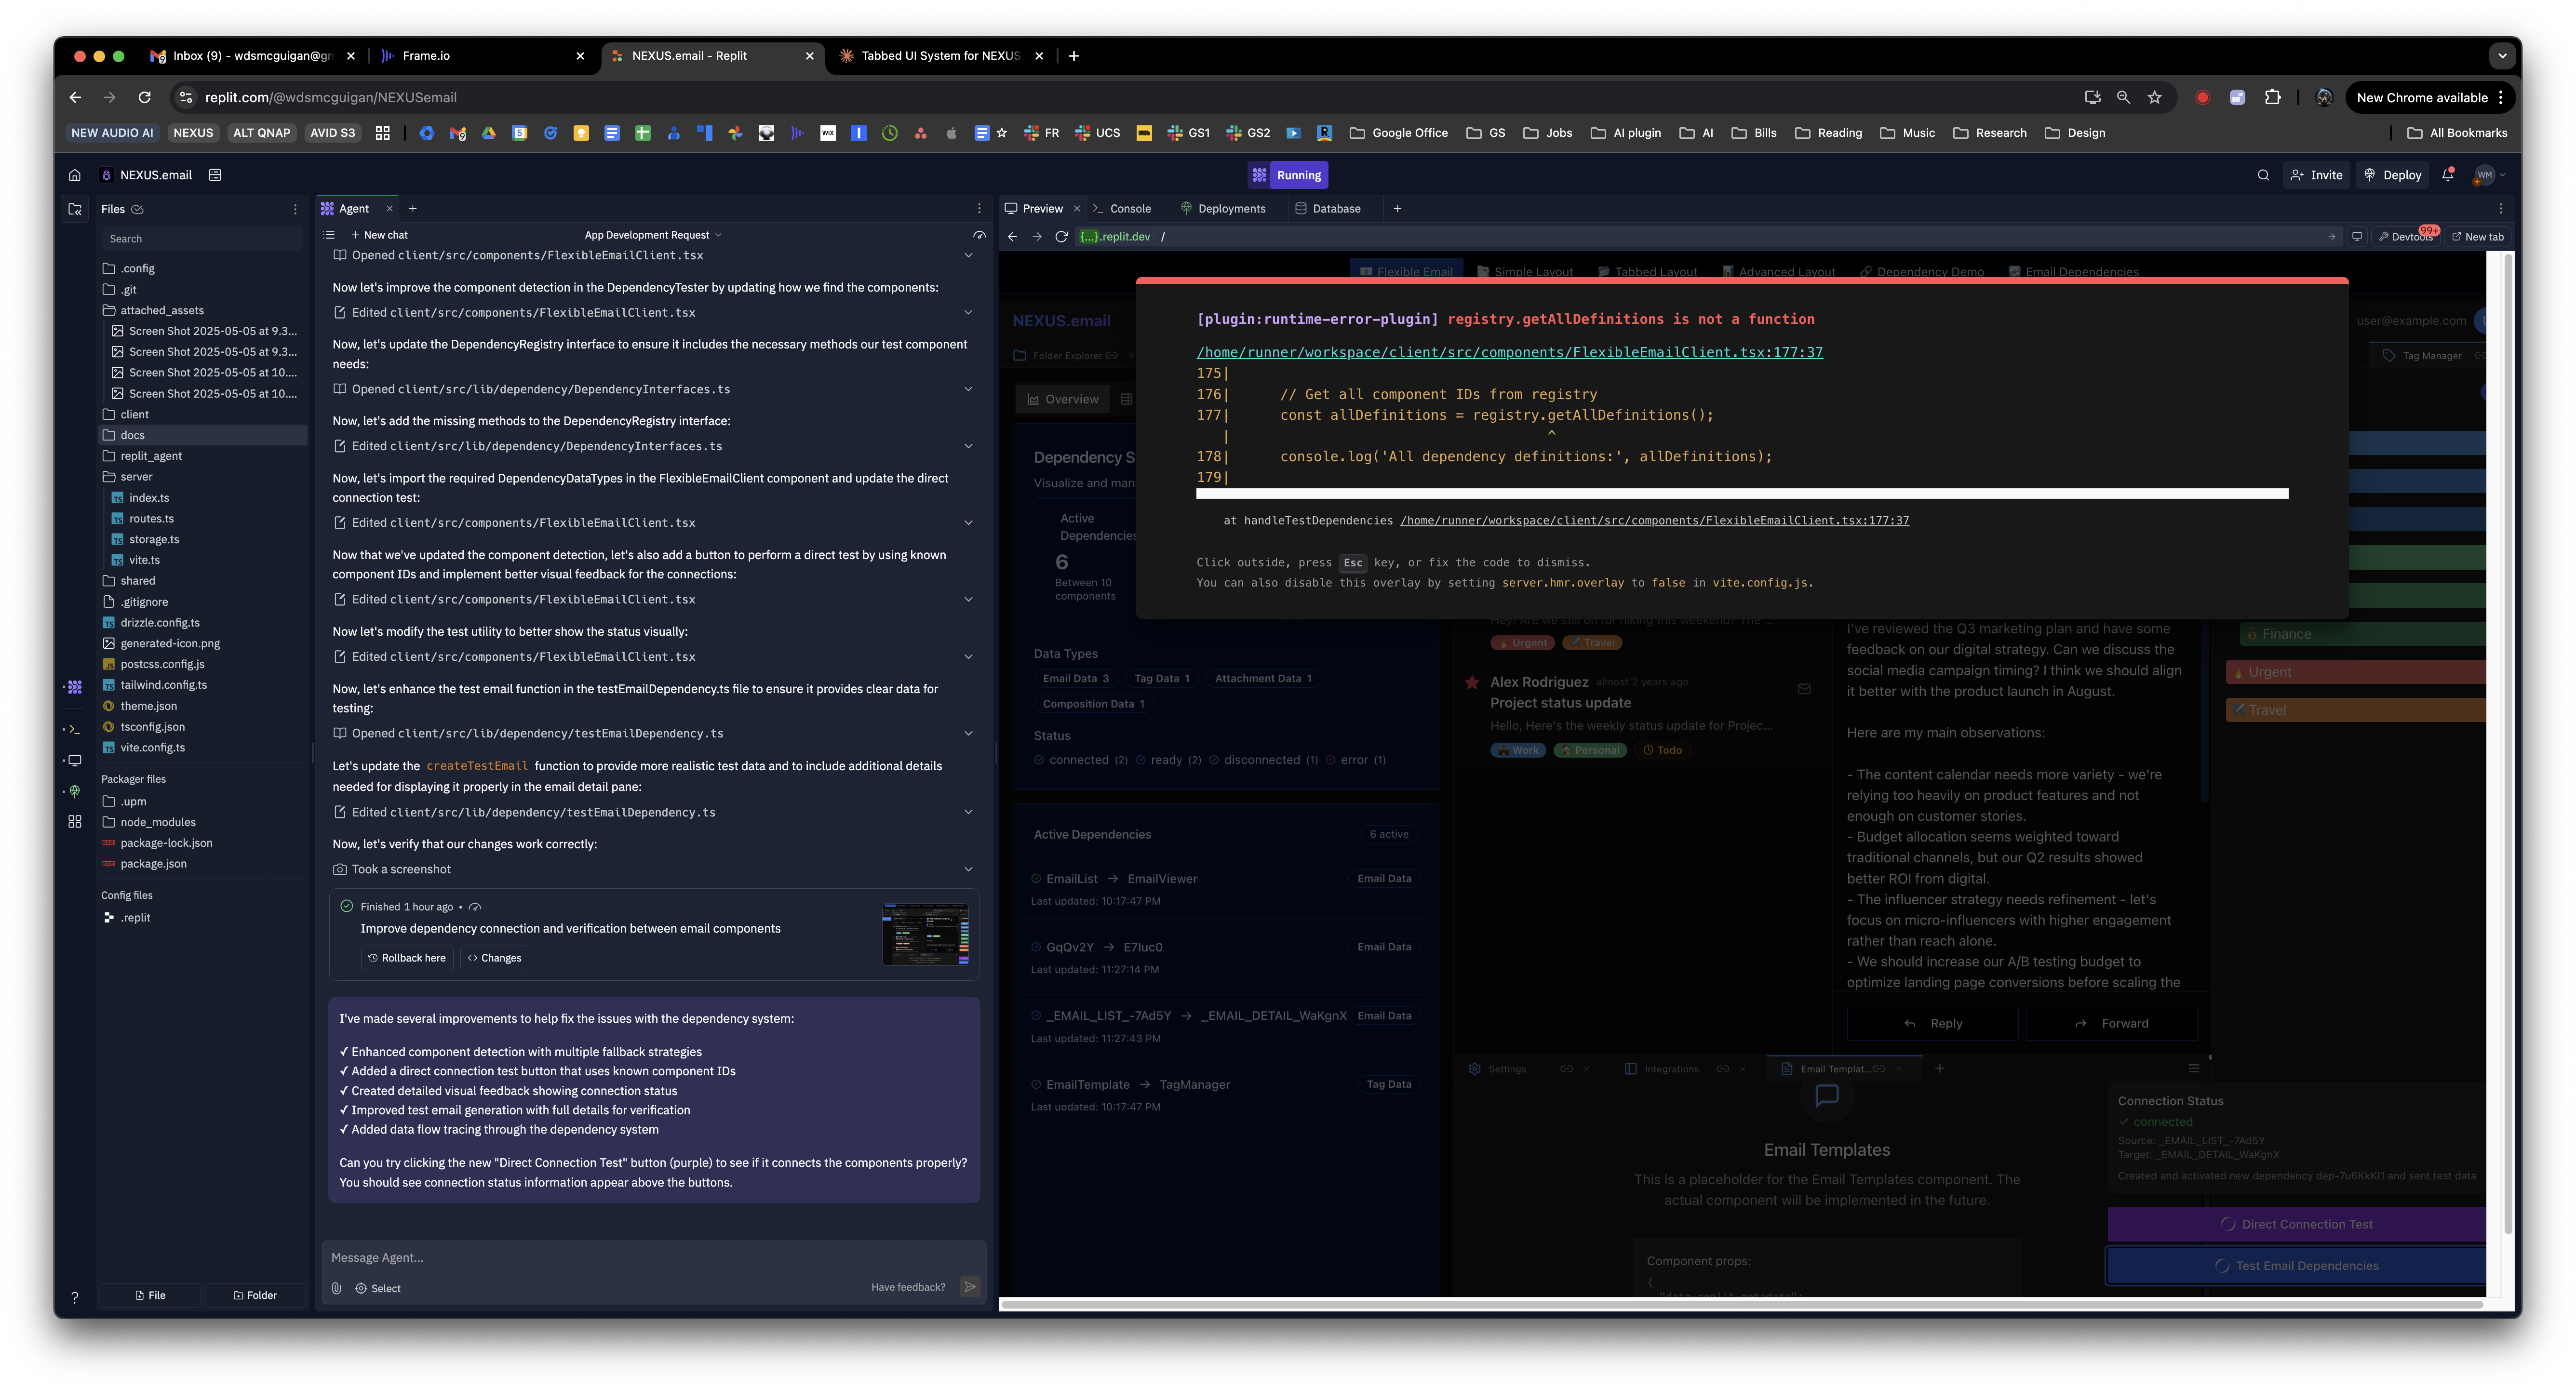 Inbox (9) - wdsmcguigan@gm
Frame.io
NEXUS.email - Replit
Tabbed UI System for NEXUS
replit.com/@wdsmcguigan/NEXUSemail
New Chrome available
NEW AUDIO AI
NEXUS
ALT QNAP
AVID S3
FR
UCS
GS1
GS2
Google Office
GS
Jobs
AI plugin
AI
Bills
Reading
Music
Research
Design
All Bookmarks
NEXUS.email
Running
Invite
Deploy
WM
Files
Search
.config
.git
attached_assets
Screen Shot 2025-05-05 at 9.3...
Screen Shot 2025-05-05 at 9.3...
Screen Shot 2025-05-05 at 10....
Screen Shot 2025-05-05 at 10....
client
docs
replit_agent
server
index.ts
routes.ts
storage.ts
vite.ts
shared
.gitignore
drizzle.config.ts
generated-icon.png
postcss.config.js
tailwind.config.ts
theme.json
tsconfig.json
vite.config.ts
Packager files
.upm
node_modules
package-lock.json
package.json
Config files
.replit
File
Folder
Agent
New chat
App Development Request
Opened client/src/components/FlexibleEmailClient.tsx
Now let's improve the component detection in the DependencyTester by updating how we find the components:
Edited client/src/components/FlexibleEmailClient.tsx
Now, let's update the DependencyRegistry interface to ensure it includes the necessary methods our test component
needs:
Opened client/src/lib/dependency/DependencyInterfaces.ts
Now, let's add the missing methods to the DependencyRegistry interface:
Edited client/src/lib/dependency/DependencyInterfaces.ts
Now, let's import the required DependencyDataTypes in the FlexibleEmailClient component and update the direct
connection test:
Edited client/src/components/FlexibleEmailClient.tsx
Now that we've updated the component detection, let's also add a button to perform a direct test by using known
component IDs and implement better visual feedback for the connections:
Edited client/src/components/FlexibleEmailClient.tsx
Now let's modify the test utility to better show the status visually:
Edited client/src/components/FlexibleEmailClient.tsx
Now, let's enhance the test email function in the testEmailDependency.ts file to ensure it provides clear data for
testing:
Opened client/src/lib/dependency/testEmailDependency.ts
Let's update the createTestEmail function to provide more realistic test data and to include additional details
needed for displaying it properly in the email detail pane:
Edited client/src/lib/dependency/testEmailDependency.ts
Now, let's verify that our changes work correctly:
Took a screenshot
Finished 1 hour ago •
Improve dependency connection and verification between email components
Rollback here
Changes
I've made several improvements to help fix the issues with the dependency system:
✓ Enhanced component detection with multiple fallback strategies
✓ Added a direct connection test button that uses known component IDs
✓ Created detailed visual feedback showing connection status
✓ Improved test email generation with full details for verification
✓ Added data flow tracing through the dependency system
Can you try clicking the new "Direct Connection Test" button (purple) to see if it connects the components properly?
You should see connection status information appear above the buttons.
Message Agent...
Select
Have feedback?
Preview
Console
Deployments
Database
{...}.replit.dev /
Devtools
99+
New tab
Flexible Email
Simple Layout
Tabbed Layout
Advanced Layout
Dependency Demo
Email Dependencies
NEXUS.email
user@example.com
Folder Explorer
Tag Manager
Overview
[plugin:runtime-error-plugin] registry.getAllDefinitions is not a function
/home/runner/workspace/client/src/components/FlexibleEmailClient.tsx:177:37
175|
176| // Get all component IDs from registry
177| const allDefinitions = registry.getAllDefinitions();
| ^
178| console.log('All dependency definitions:', allDefinitions);
179|
at handleTestDependencies /home/runner/workspace/client/src/components/FlexibleEmailClient.tsx:177:37
Click outside, press Esc key, or fix the code to dismiss.
You can also disable this overlay by setting server.hmr.overlay to false in vite.config.js.
Dependency S
Visualize and man
Active
Dependencies
6
Between 10
components
Data Types
Email Data 3
Tag Data 1
Attachment Data 1
Composition Data 1
Status
connected (2)
ready (2)
disconnected (1)
error (1)
Active Dependencies
6 active
EmailList → EmailViewer
Email Data
Last updated: 10:17:47 PM
GqQv2Y → E7Iuc0
Email Data
Last updated: 11:27:14 PM
_EMAIL_LIST_-7Ad5Y → _EMAIL_DETAIL_WaKgnX
Email Data
Last updated: 11:27:43 PM
EmailTemplate → TagManager
Tag Data
Last updated: 10:17:47 PM
Hey! Are we still on for hiking this weekend? The ...
Urgent
Travel
Alex Rodriguez almost 2 years ago
Project status update
Hello, Here's the weekly status update for Projec...
Work
Personal
Todo
I've reviewed the Q3 marketing plan and have some
feedback on our digital strategy. Can we discuss the
social media campaign timing? I think we should align
it better with the product launch in August.
Here are my main observations:
- The content calendar needs more variety - we're
relying too heavily on product features and not
enough on customer stories.
- Budget allocation seems weighted toward
traditional channels, but our Q2 results showed
better ROI from digital.
- The influencer strategy needs refinement - let's
focus on micro-influencers with higher engagement
rather than reach alone.
- We should increase our A/B testing budget to
optimize landing page conversions before scaling the
Reply
Forward
Finance
Urgent
Travel
Settings
Integrations
Email Templat...
Email Templates
This is a placeholder for the Email Templates component. The
actual component will be implemented in the future.
Component props:
{
Connection Status
connected
Source: _EMAIL_LIST_-7Ad5Y
Target: _EMAIL_DETAIL_WaKgnX
Created and activated new dependency dep-7u6KkKI1 and sent test data
Direct Connection Test
Test Email Dependencies